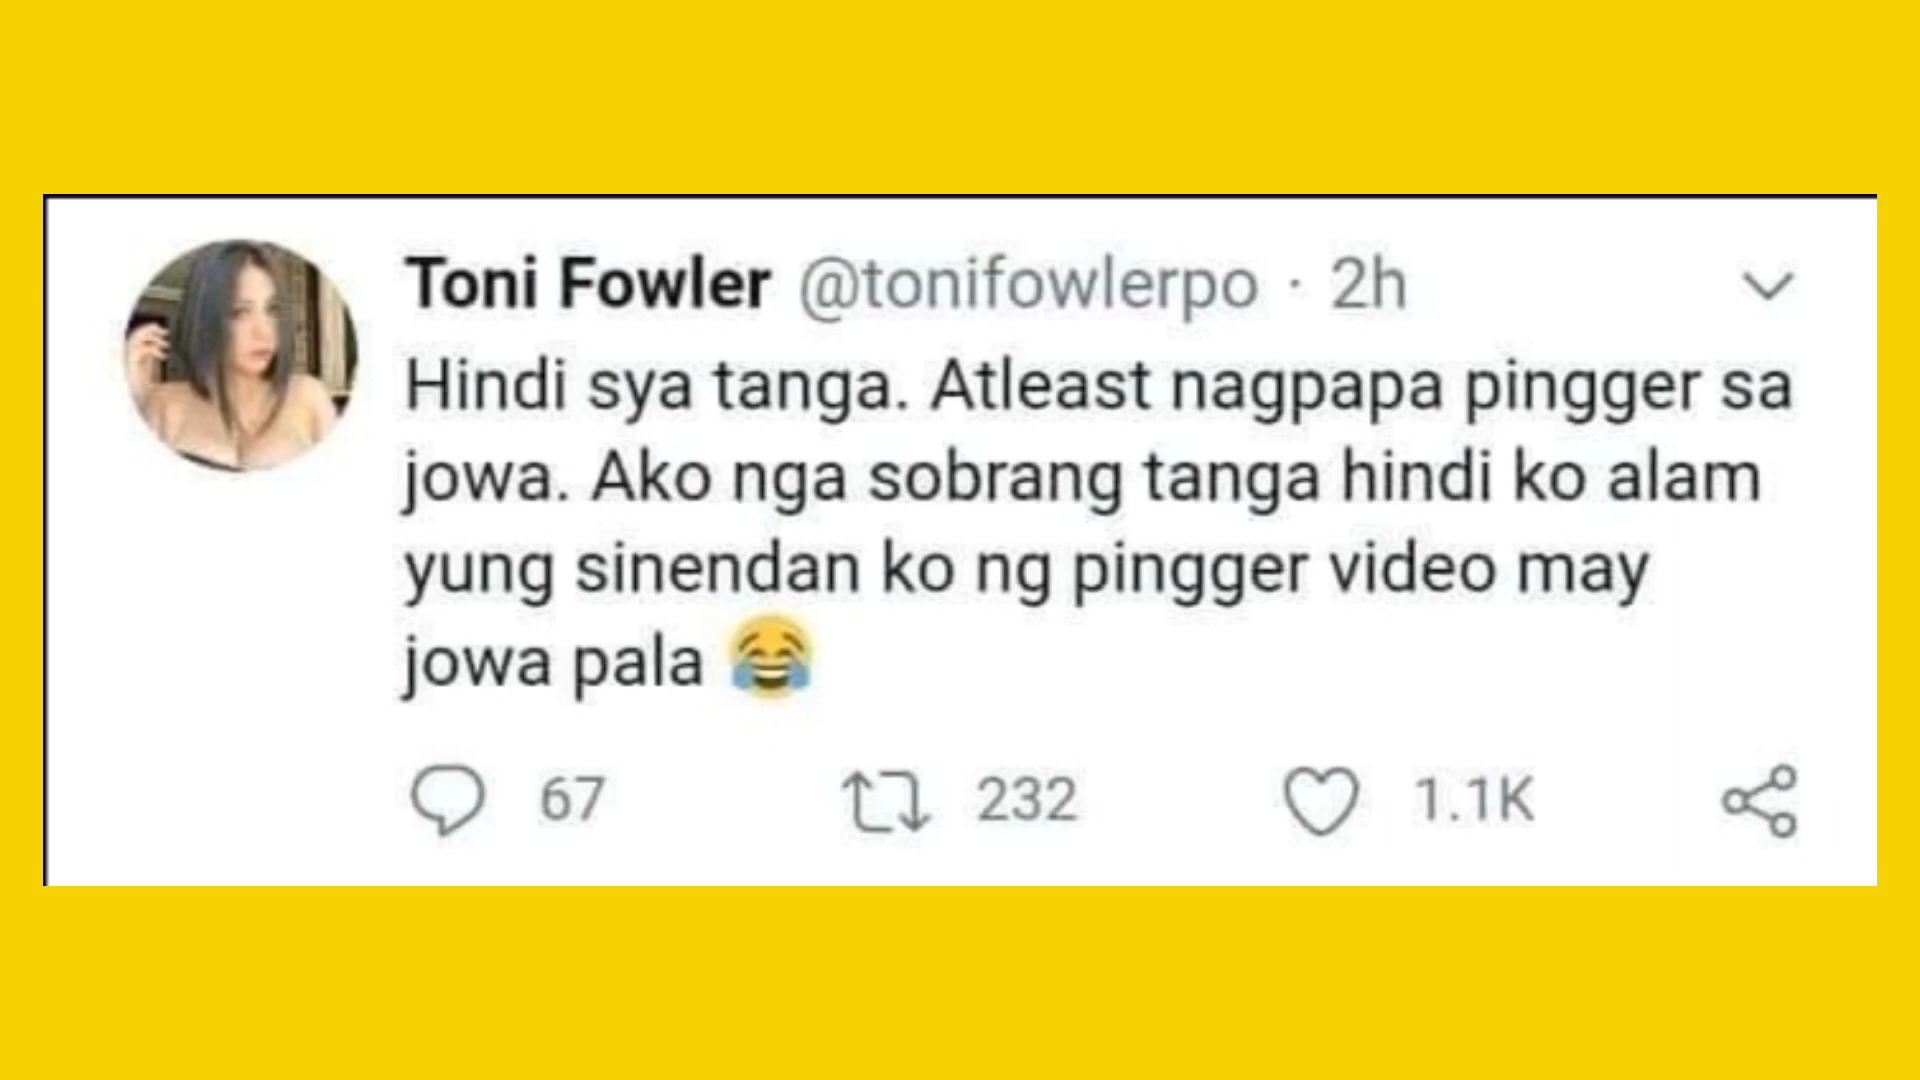 Toni Fowler @tonifowlerpo · 2h
Hindi sya tanga. Atleast nagpapa pingger sa
jowa. Ako nga sobrang tanga hindi ko alam
yung sinendan ko ng pingger video may
jowa pala 😂
67 232 1.1K